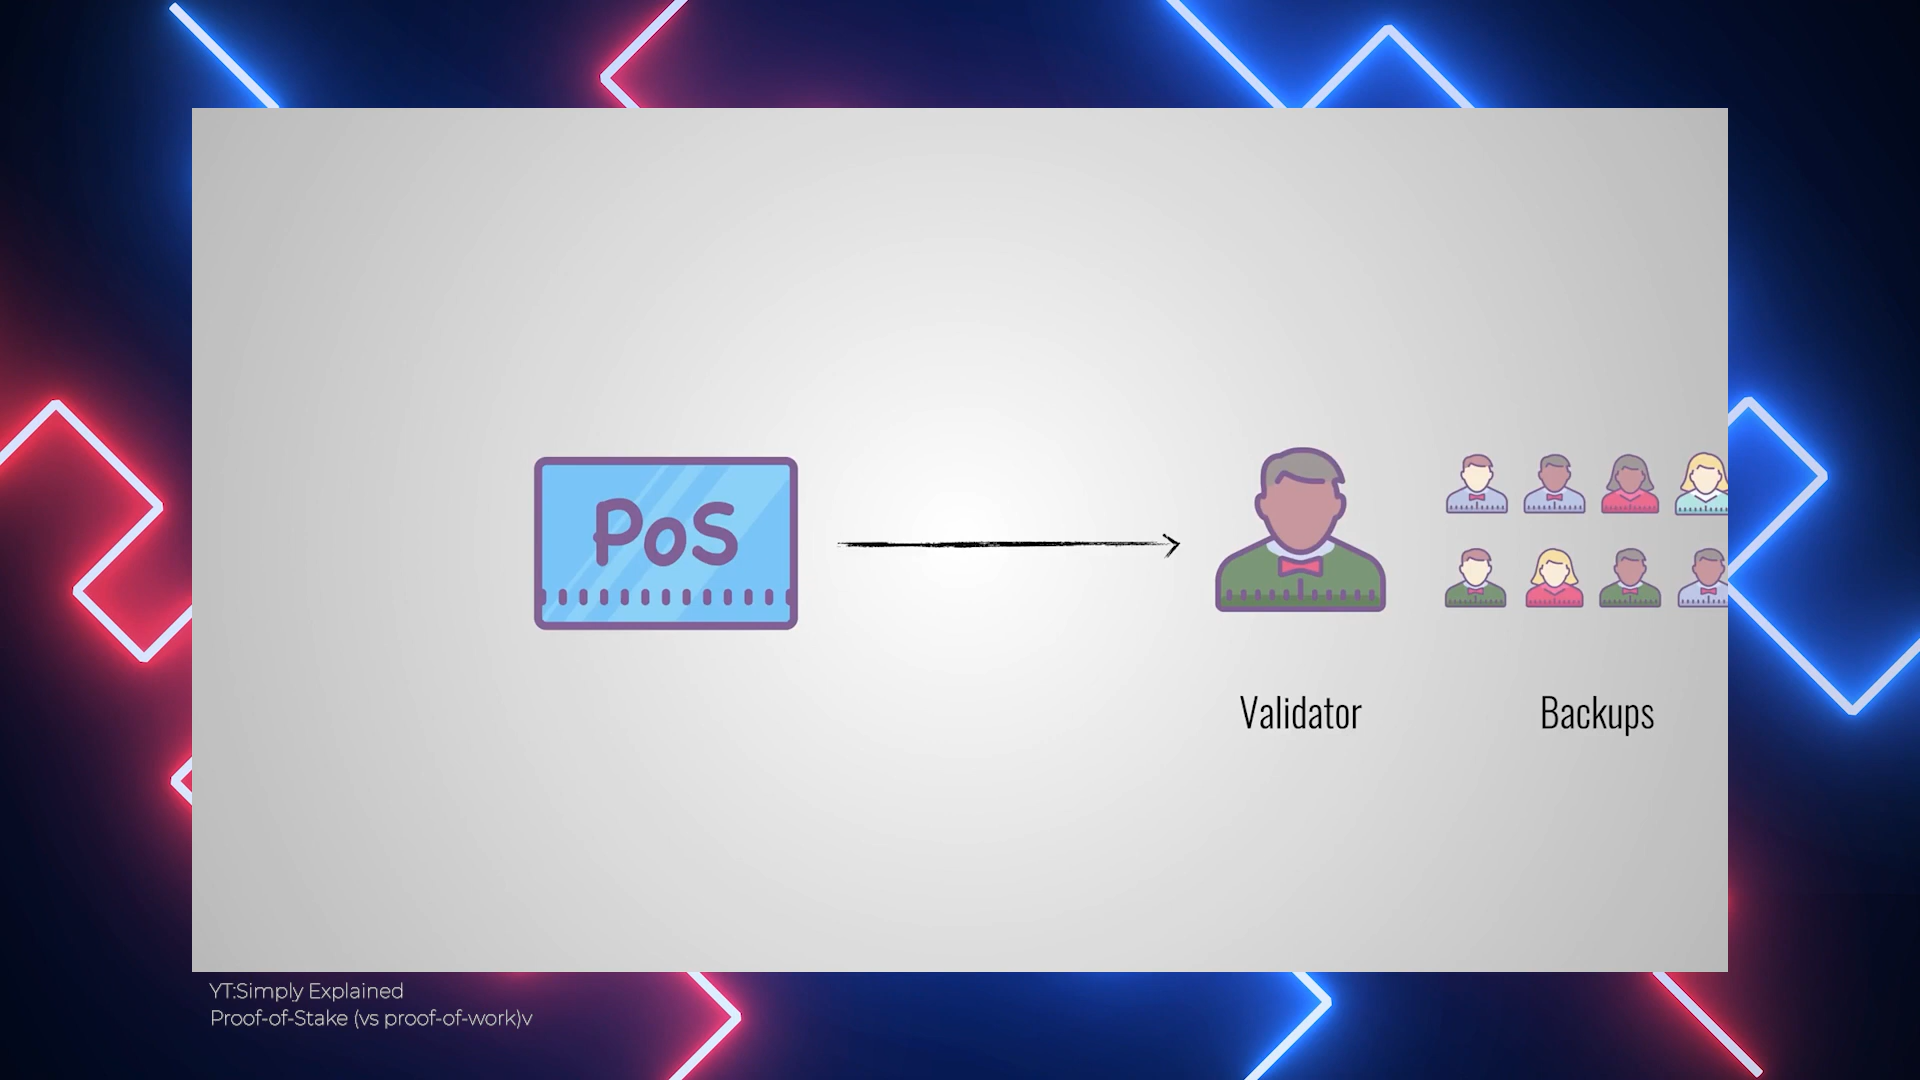 PoS
Validator
Backups
YT:Simply Explained
Proof-of-Stake (vs proof-of-work)v